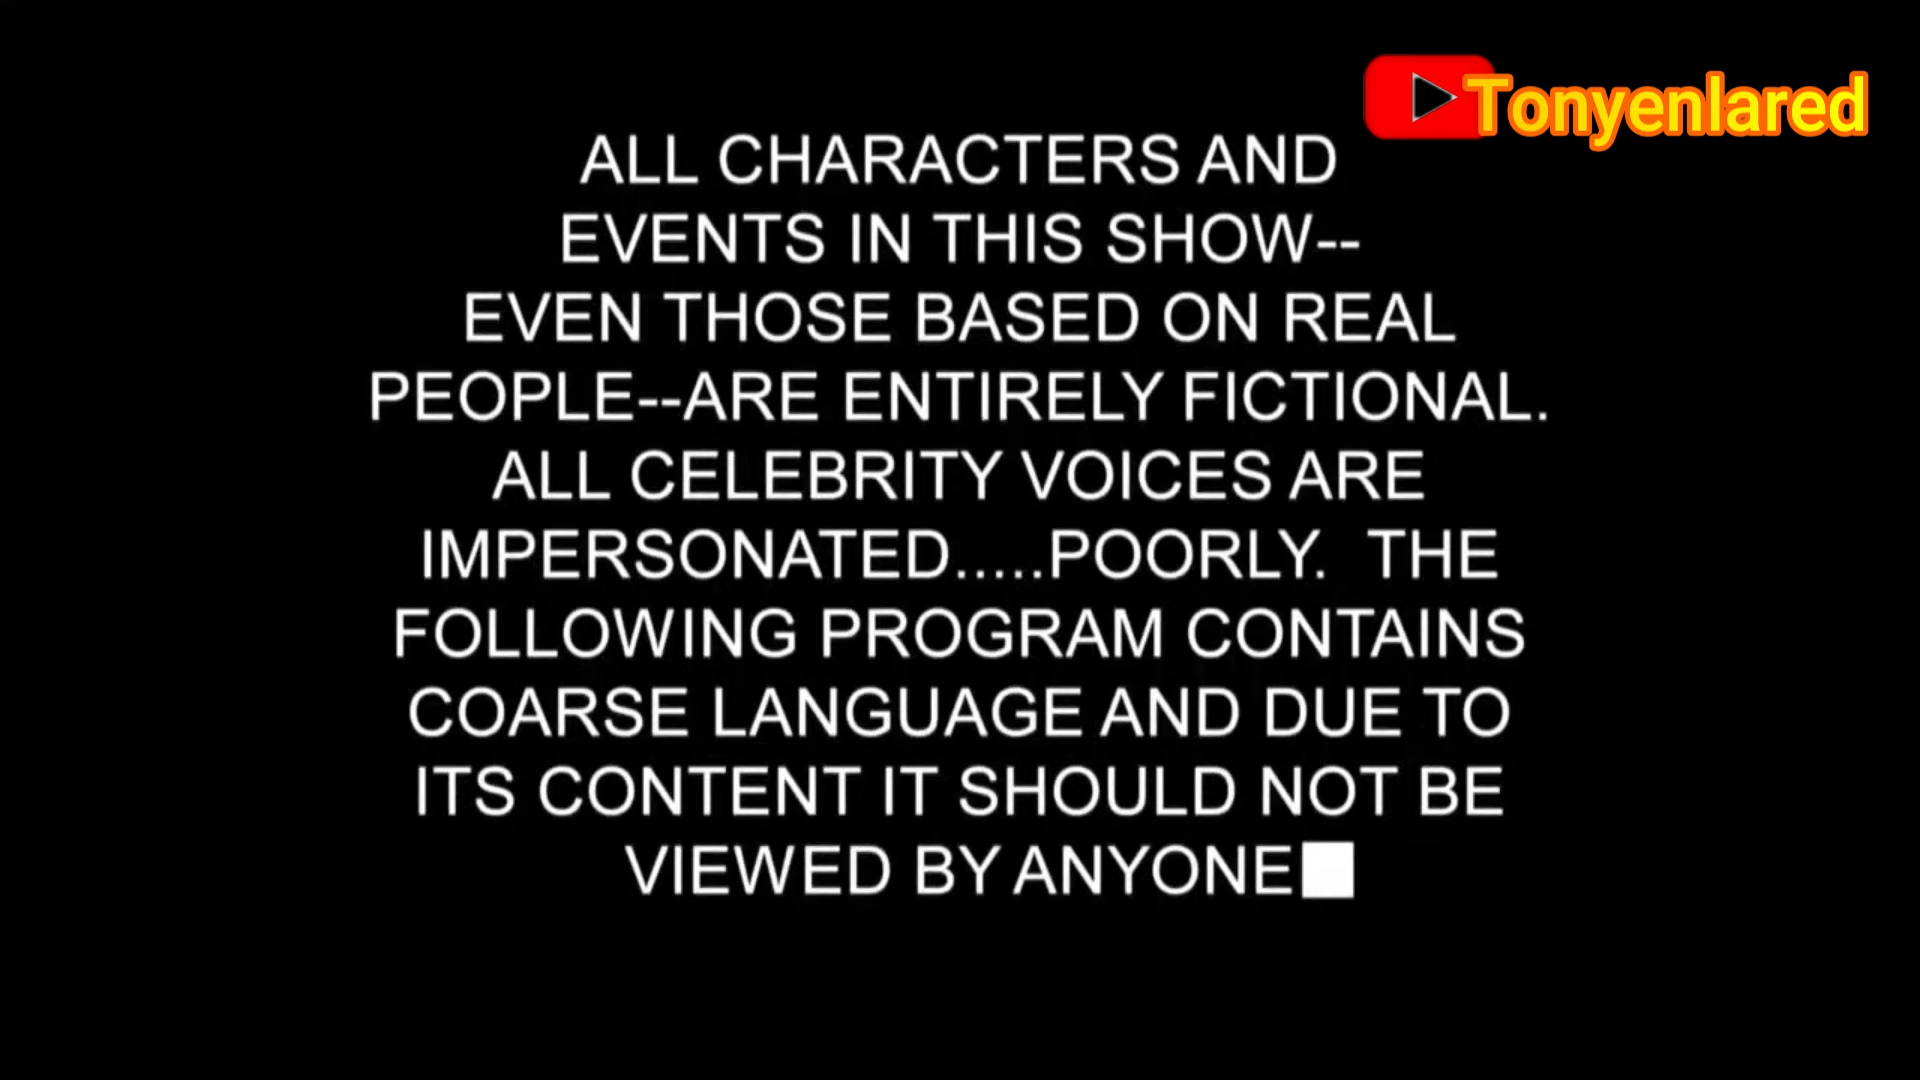 Tonyenlared
ALL CHARACTERS AND
EVENTS IN THIS SHOW--
EVEN THOSE BASED ON REAL
PEOPLE--ARE ENTIRELY FICTIONAL.
ALL CELEBRITY VOICES ARE
IMPERSONATED.....POORLY. THE
FOLLOWING PROGRAM CONTAINS
COARSE LANGUAGE AND DUE TO
ITS CONTENT IT SHOULD NOT BE
VIEWED BY ANYONE